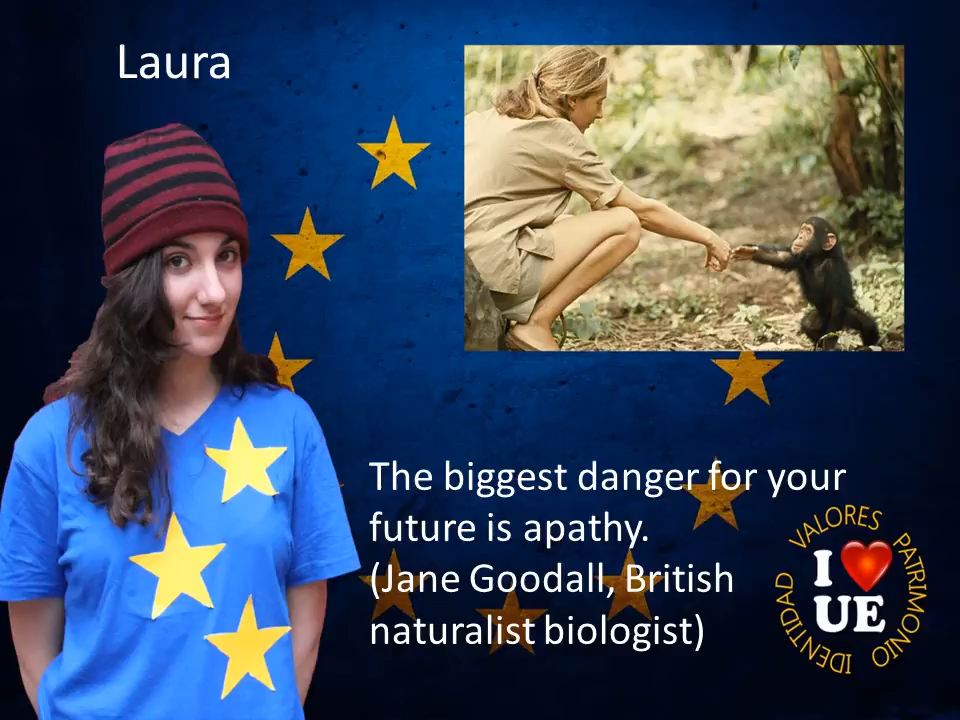 Laura
The biggest danger for your
future is apathy.
(Jane Goodall, British
naturalist biologist)
VALORES PATRIMONIO IDENTIDAD
I ❤
UE